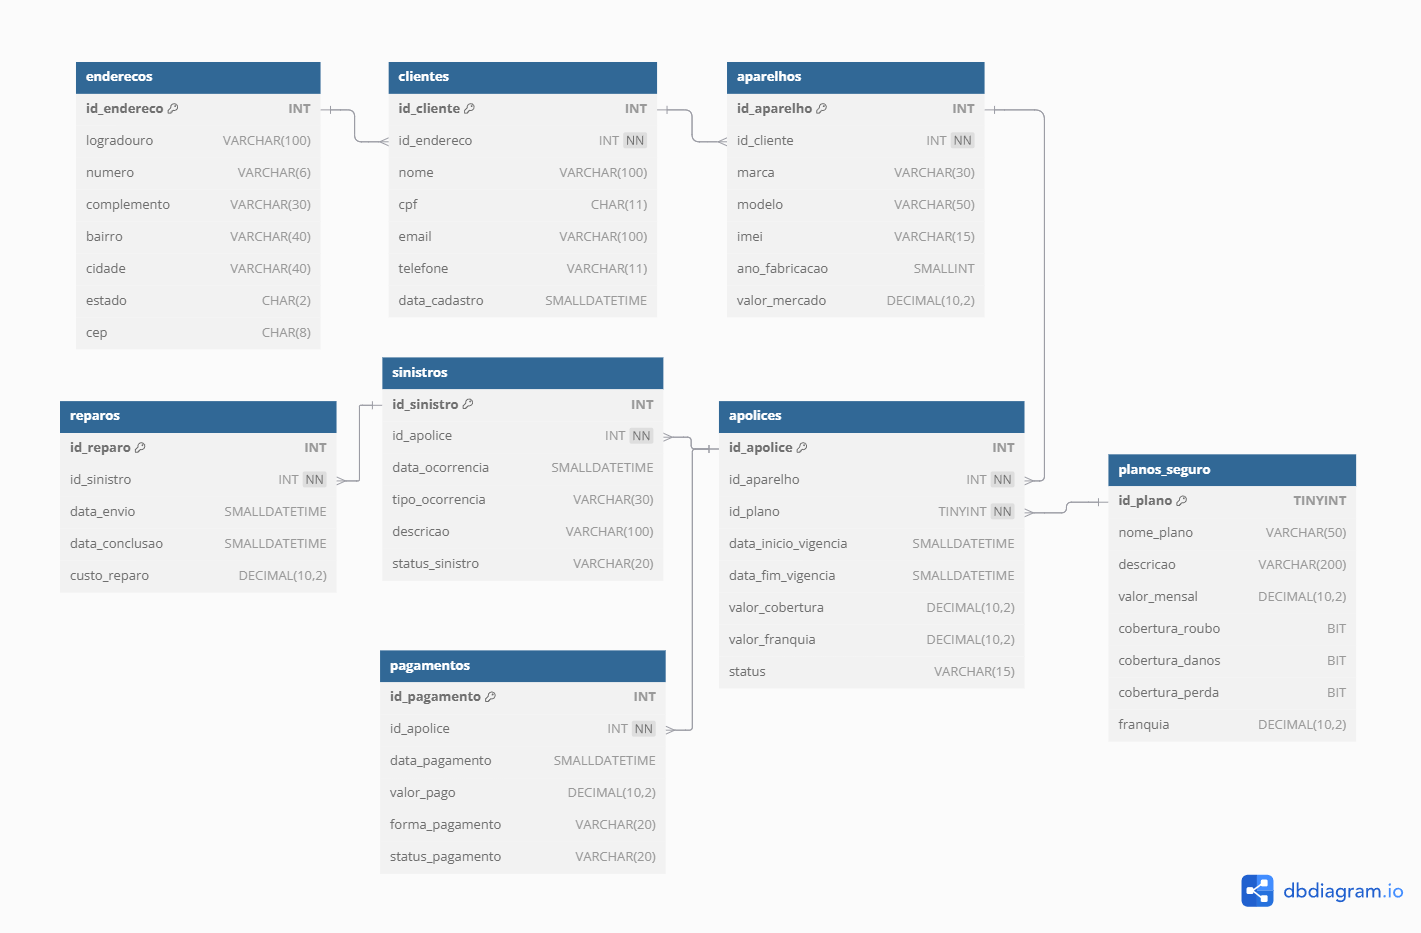 enderecos
id_endereco INT
logradouro VARCHAR(100)
numero VARCHAR(6)
complemento VARCHAR(30)
bairro VARCHAR(40)
cidade VARCHAR(40)
estado CHAR(2)
cep CHAR(8)
clientes
id_cliente INT
id_endereco INT NN
nome VARCHAR(100)
cpf CHAR(11)
email VARCHAR(100)
telefone VARCHAR(11)
data_cadastro SMALLDATETIME
aparelhos
id_aparelho INT
id_cliente INT NN
marca VARCHAR(30)
modelo VARCHAR(50)
imei VARCHAR(15)
ano_fabricacao SMALLINT
valor_mercado DECIMAL(10,2)
reparos
id_reparo INT
id_sinistro INT NN
data_envio SMALLDATETIME
data_conclusao SMALLDATETIME
custo_reparo DECIMAL(10,2)
sinistros
id_sinistro INT
id_apolice INT NN
data_ocorrencia SMALLDATETIME
tipo_ocorrencia VARCHAR(30)
descricao VARCHAR(100)
status_sinistro VARCHAR(20)
apolices
id_apolice INT
id_aparelho INT NN
id_plano TINYINT NN
data_inicio_vigencia SMALLDATETIME
data_fim_vigencia SMALLDATETIME
valor_cobertura DECIMAL(10,2)
valor_franquia DECIMAL(10,2)
status VARCHAR(15)
planos_seguro
id_plano TINYINT
nome_plano VARCHAR(50)
descricao VARCHAR(200)
valor_mensal DECIMAL(10,2)
cobertura_roubo BIT
cobertura_danos BIT
cobertura_perda BIT
franquia DECIMAL(10,2)
pagamentos
id_pagamento INT
id_apolice INT NN
data_pagamento SMALLDATETIME
valor_pago DECIMAL(10,2)
forma_pagamento VARCHAR(20)
status_pagamento VARCHAR(20)
dbdiagram.io